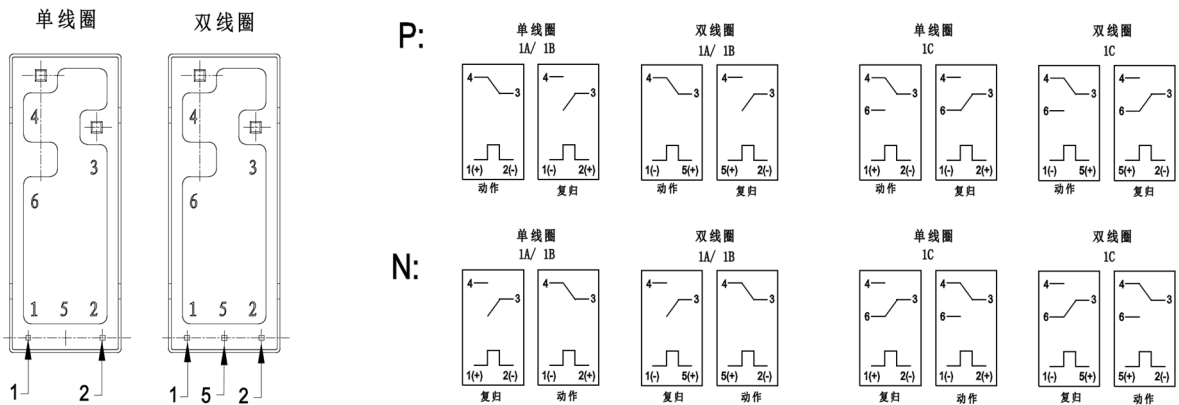 单线圈
双线圈
4
3
6
1 5 2
1 2
4
3
6
1 5 2
1 5 2
P:
单线圈
1A/ 1B
4 3
1(+) 2(-)
动作
3
1(-) 2(+)
复归
双线圈
1A/ 1B
4 3
1(-) 5(+)
动作
4 3
5(+) 2(-)
复归
单线圈
1C
4 3
6
1(+) 2(-)
动作
4
3
6
1(-) 2(+)
复归
双线圈
1C
4 3
6
1(-) 5(+)
动作
4
3
6
5(+) 2(-)
复归
N:
单线圈
1A/ 1B
4
3
1(+) 2(-)
复归
3
1(-) 2(+)
动作
双线圈
1A/ 1B
4
3
1(-) 5(+)
复归
4
3
5(+) 2(-)
动作
单线圈
1C
4
3
6
1(+) 2(-)
复归
4
3
6
1(-) 2(+)
动作
双线圈
1C
4
3
6
1(-) 5(+)
复归
4
3
6
5(+) 2(-)
动作